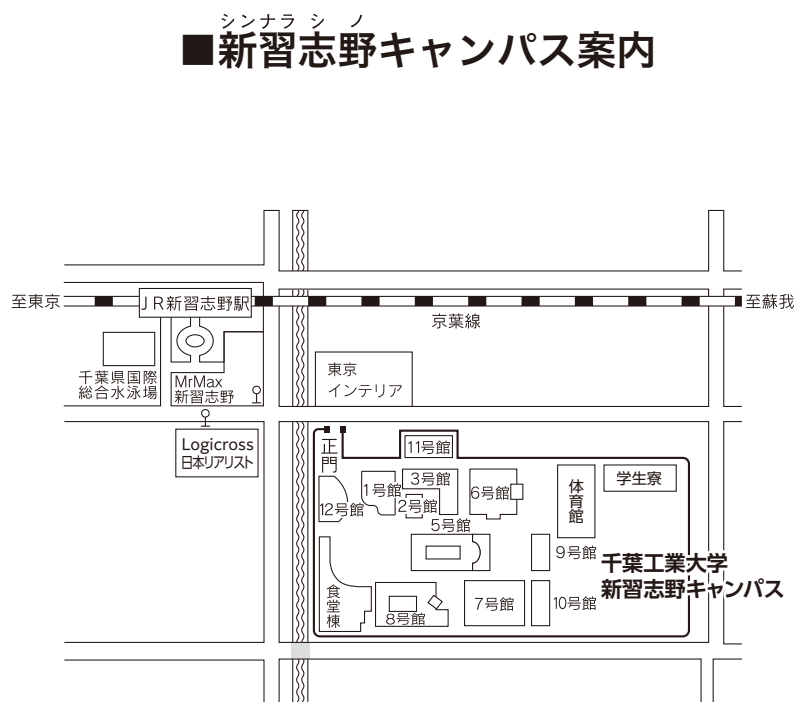 シンナラシノ
■新習志野キャンパス案内
至東京
JR新習志野駅
至蘇我
京葉線
千葉県国際
総合水泳場
MrMax
新習志野
東京
インテリア
Logicross
日本リアリスト
正門
11号館
12号館
1号館
3号館
2号館
5号館
6号館
体育館
学生寮
9号館
千葉工業大学
新習志野キャンパス
食堂棟
8号館
7号館
10号館